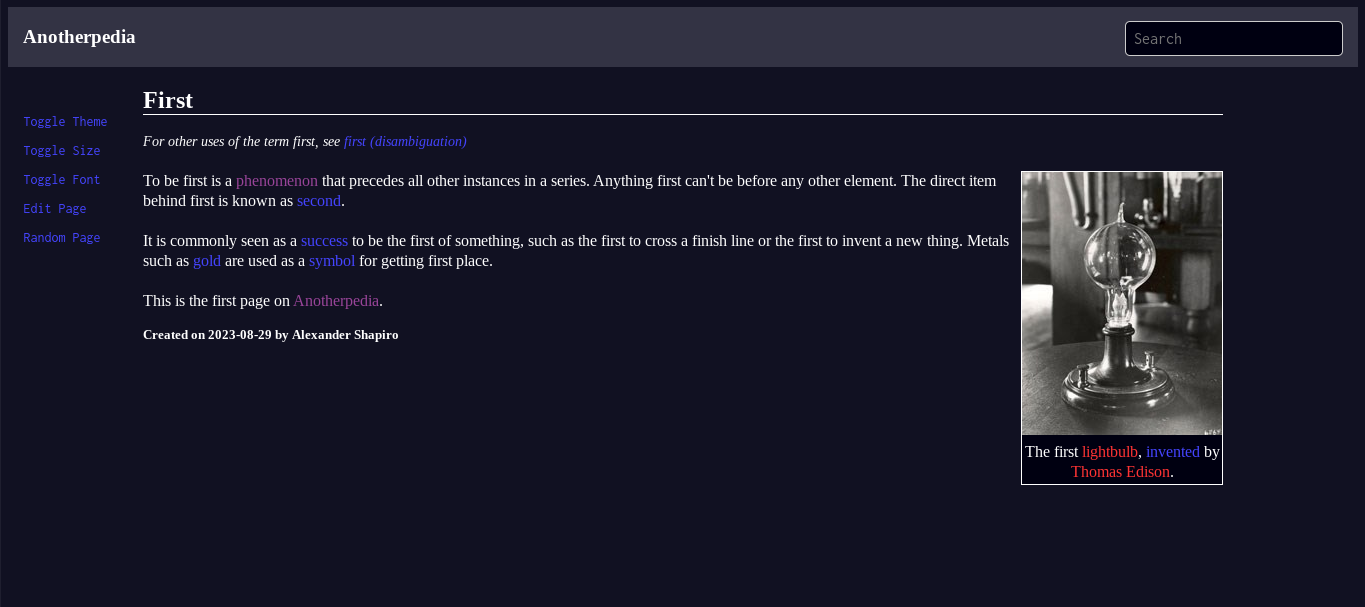 Anotherpedia
Search
Toggle Theme
Toggle Size
Toggle Font
Edit Page
Random Page
First
For other uses of the term first, see first (disambiguation)
To be first is a phenomenon that precedes all other instances in a series. Anything first can't be before any other element. The direct item
behind first is known as second.
It is commonly seen as a success to be the first of something, such as the first to cross a finish line or the first to invent a new thing. Metals
such as gold are used as a symbol for getting first place.
This is the first page on Anotherpedia.
Created on 2023-08-29 by Alexander Shapiro
The first lightbulb, invented by
Thomas Edison.